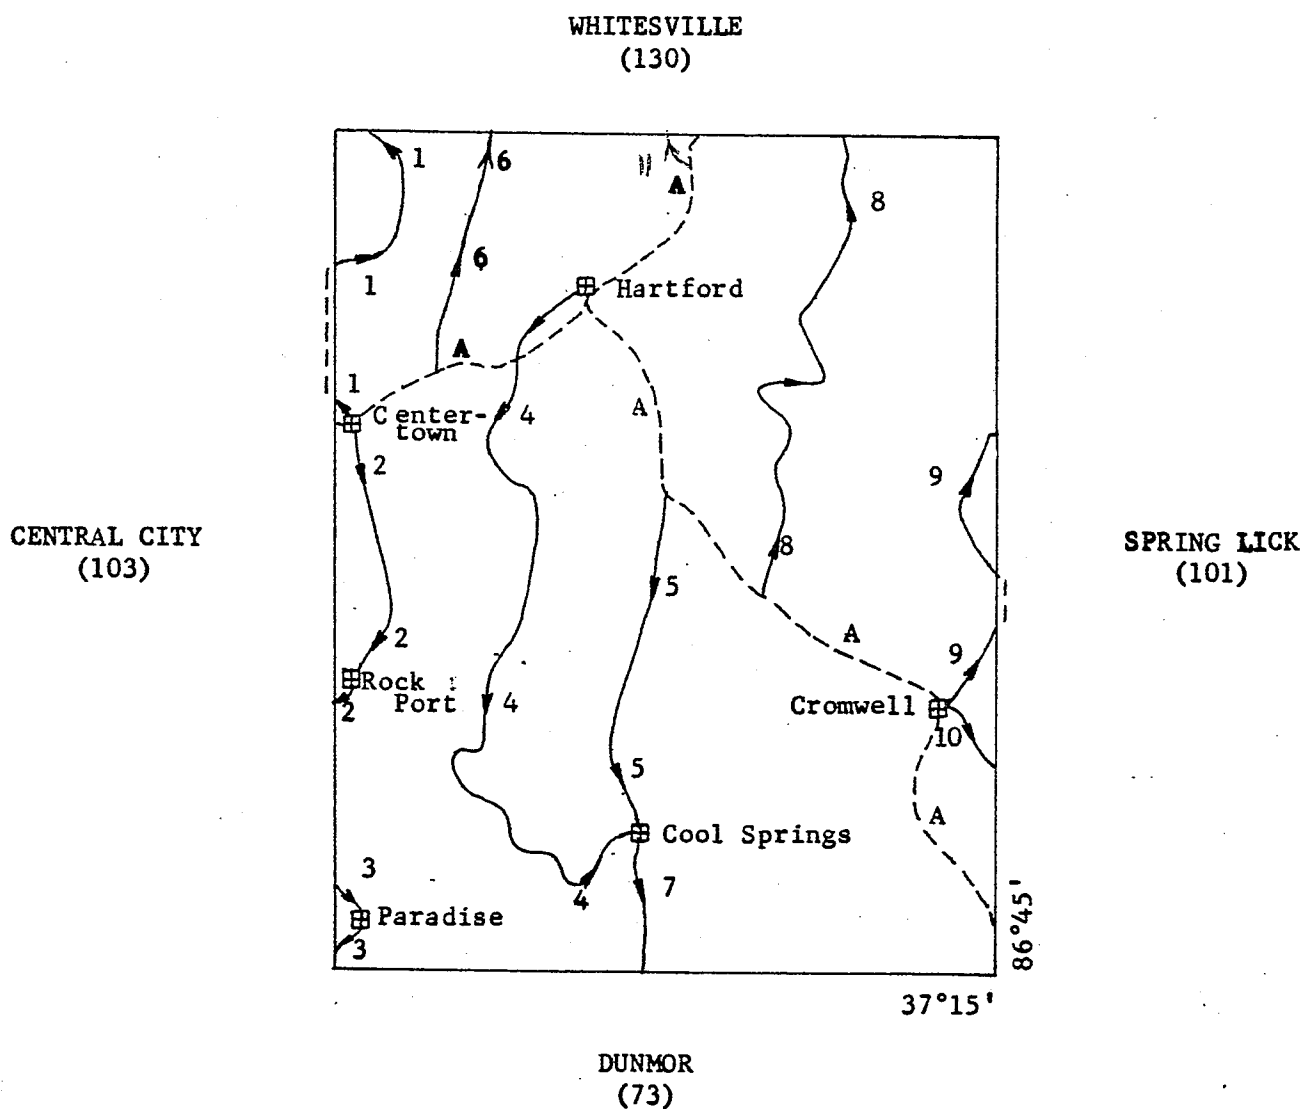 WHITESVILLE
(130)
1
6
11
A
8
6
1
Hartford
A
1
A
4
Center-
town
2
9
CENTRAL CITY
(103)
SPRING LICK
(101)
8
5
A
2
9
Rock
Port
2
4
Cromwell
10
5
A
Cool Springs
3
7
4
Paradise
3
86°45'
37°15'
DUNMOR
(73)